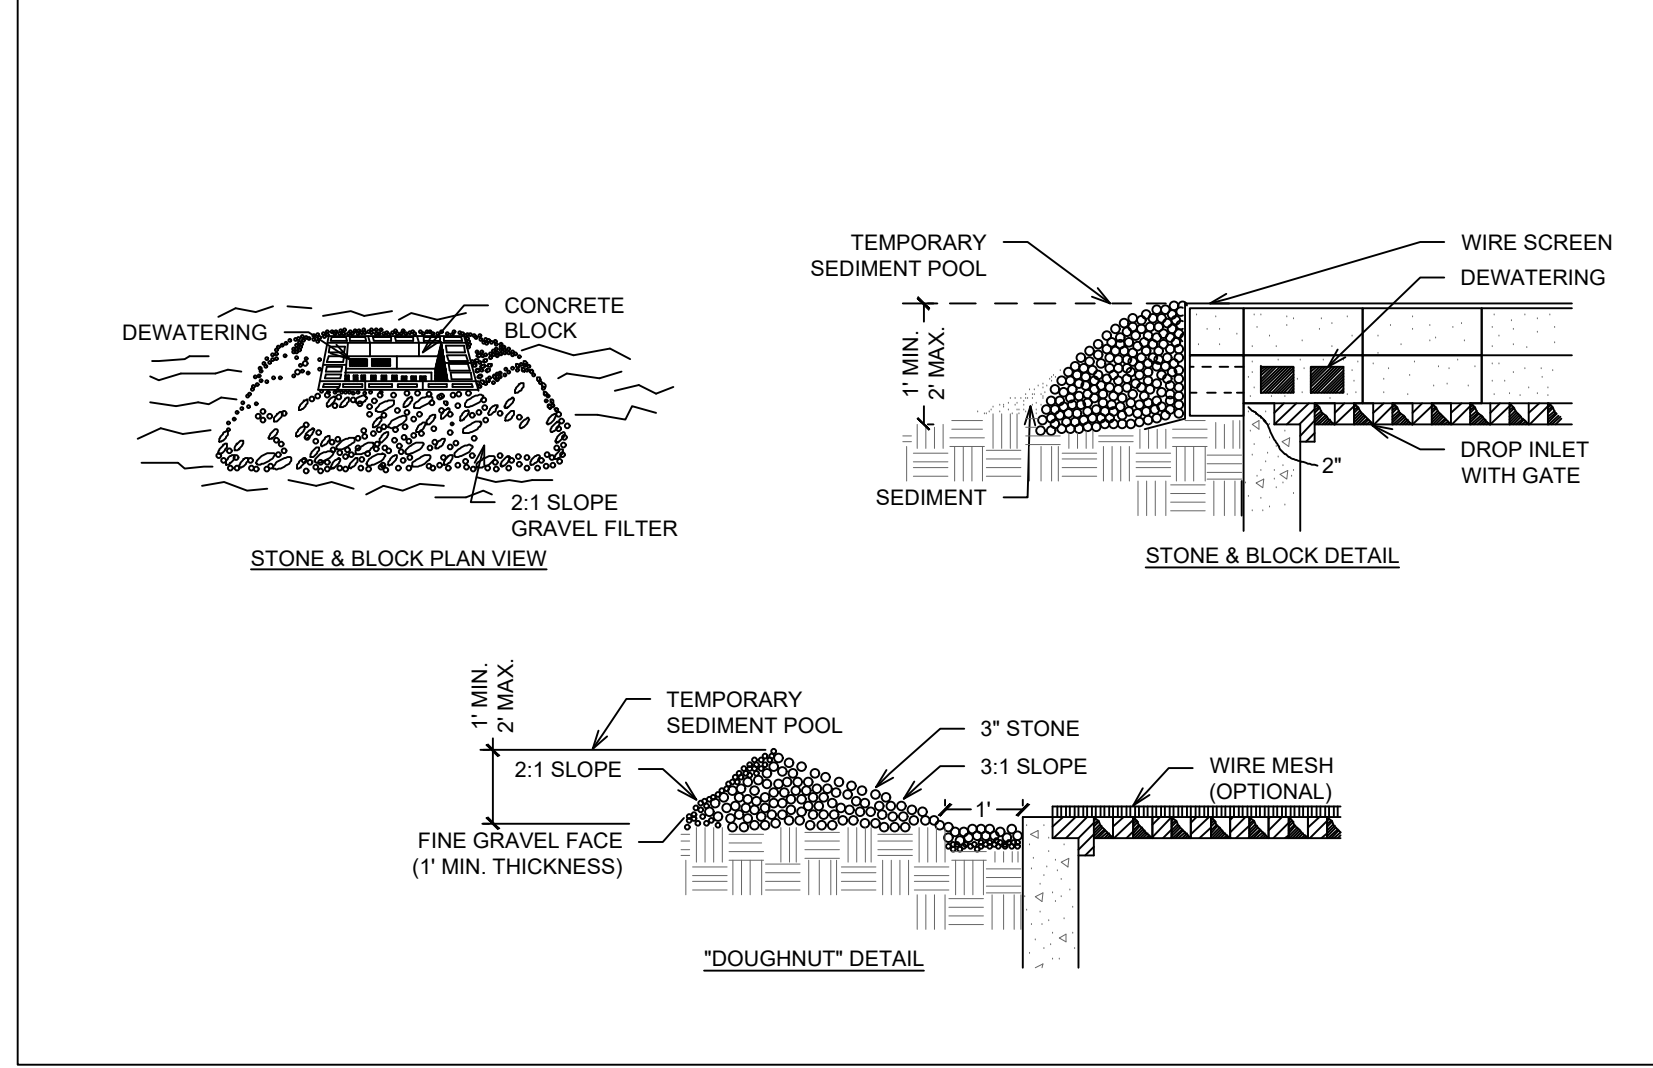 DEWATERING
CONCRETE
BLOCK
2:1 SLOPE
GRAVEL FILTER
STONE & BLOCK PLAN VIEW
TEMPORARY
SEDIMENT POOL
WIRE SCREEN
DEWATERING
1' MIN.
2' MAX.
DROP INLET
WITH GATE
2"
SEDIMENT
STONE & BLOCK DETAIL
1' MIN.
2' MAX.
TEMPORARY
SEDIMENT POOL
3" STONE
2:1 SLOPE
3:1 SLOPE
WIRE MESH
(OPTIONAL)
1'
FINE GRAVEL FACE
(1' MIN. THICKNESS)
"DOUGHNUT" DETAIL